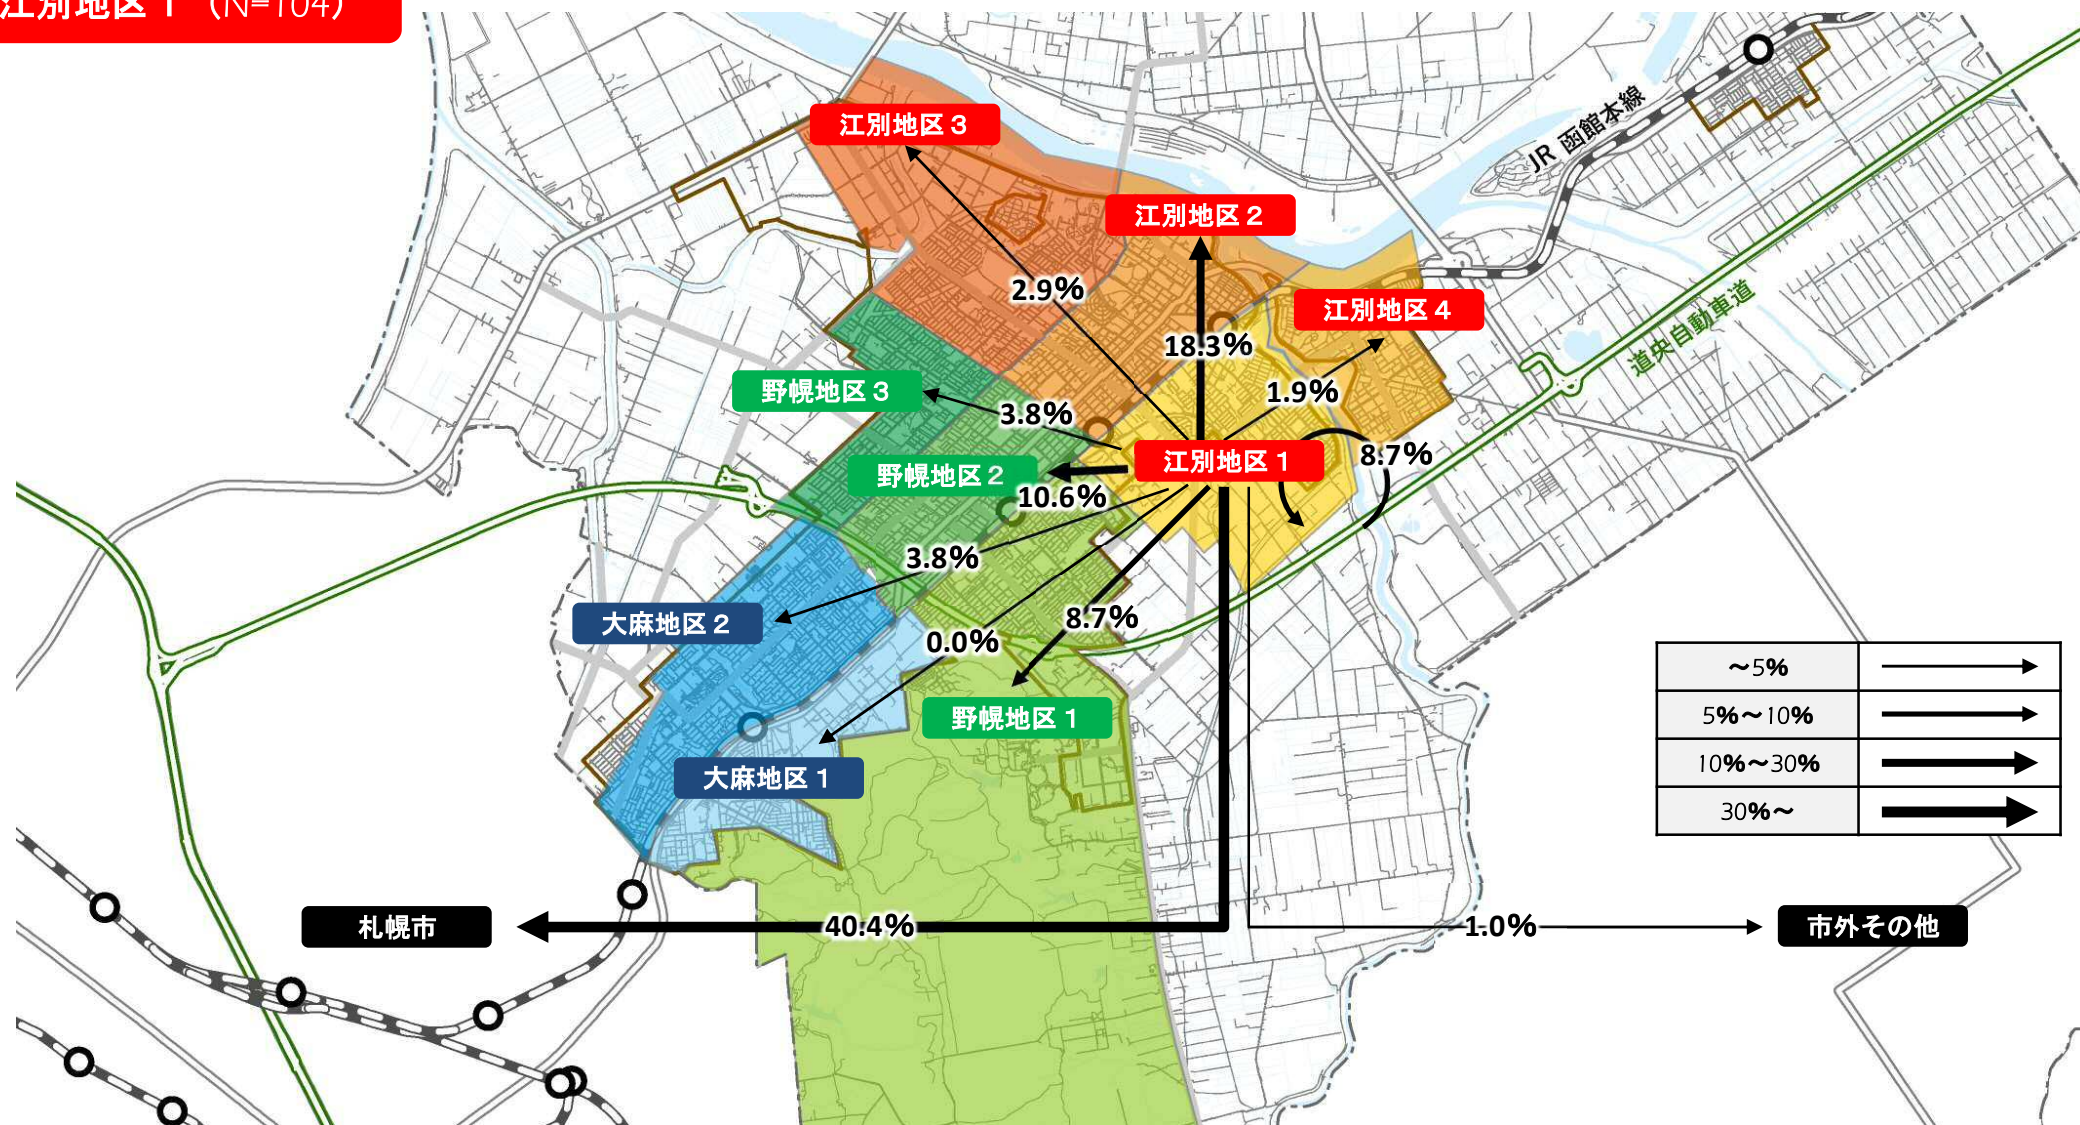 江別地区1（N=104）
江別地区3
江別地区2
JR 函館本線
2.9%
江別地区4
18.3%
道央自動車道
野幌地区3
1.9%
3.8%
江別地区1
8.7%
野幌地区2
10.6%
3.8%
大麻地区2
8.7%
0.0%
野幌地区1
大麻地区1
～5%
5%～10%
10%～30%
30%～
札幌市
40.4%
1.0%
市外その他